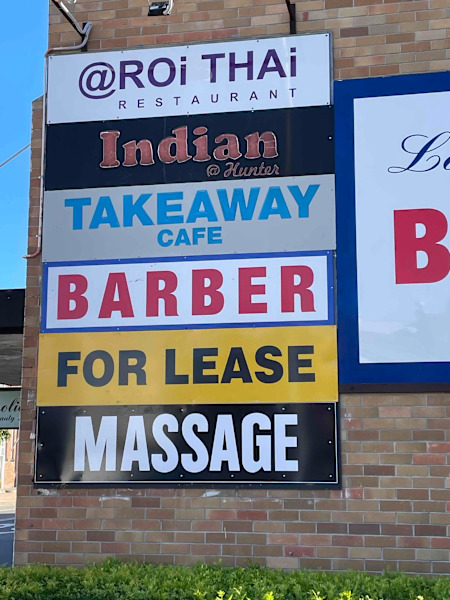 @ROi THAi
RESTAURANT
Indian
@ Hunter
TAKEAWAY
CAFE
BARBER
FOR LEASE
MASSAGE